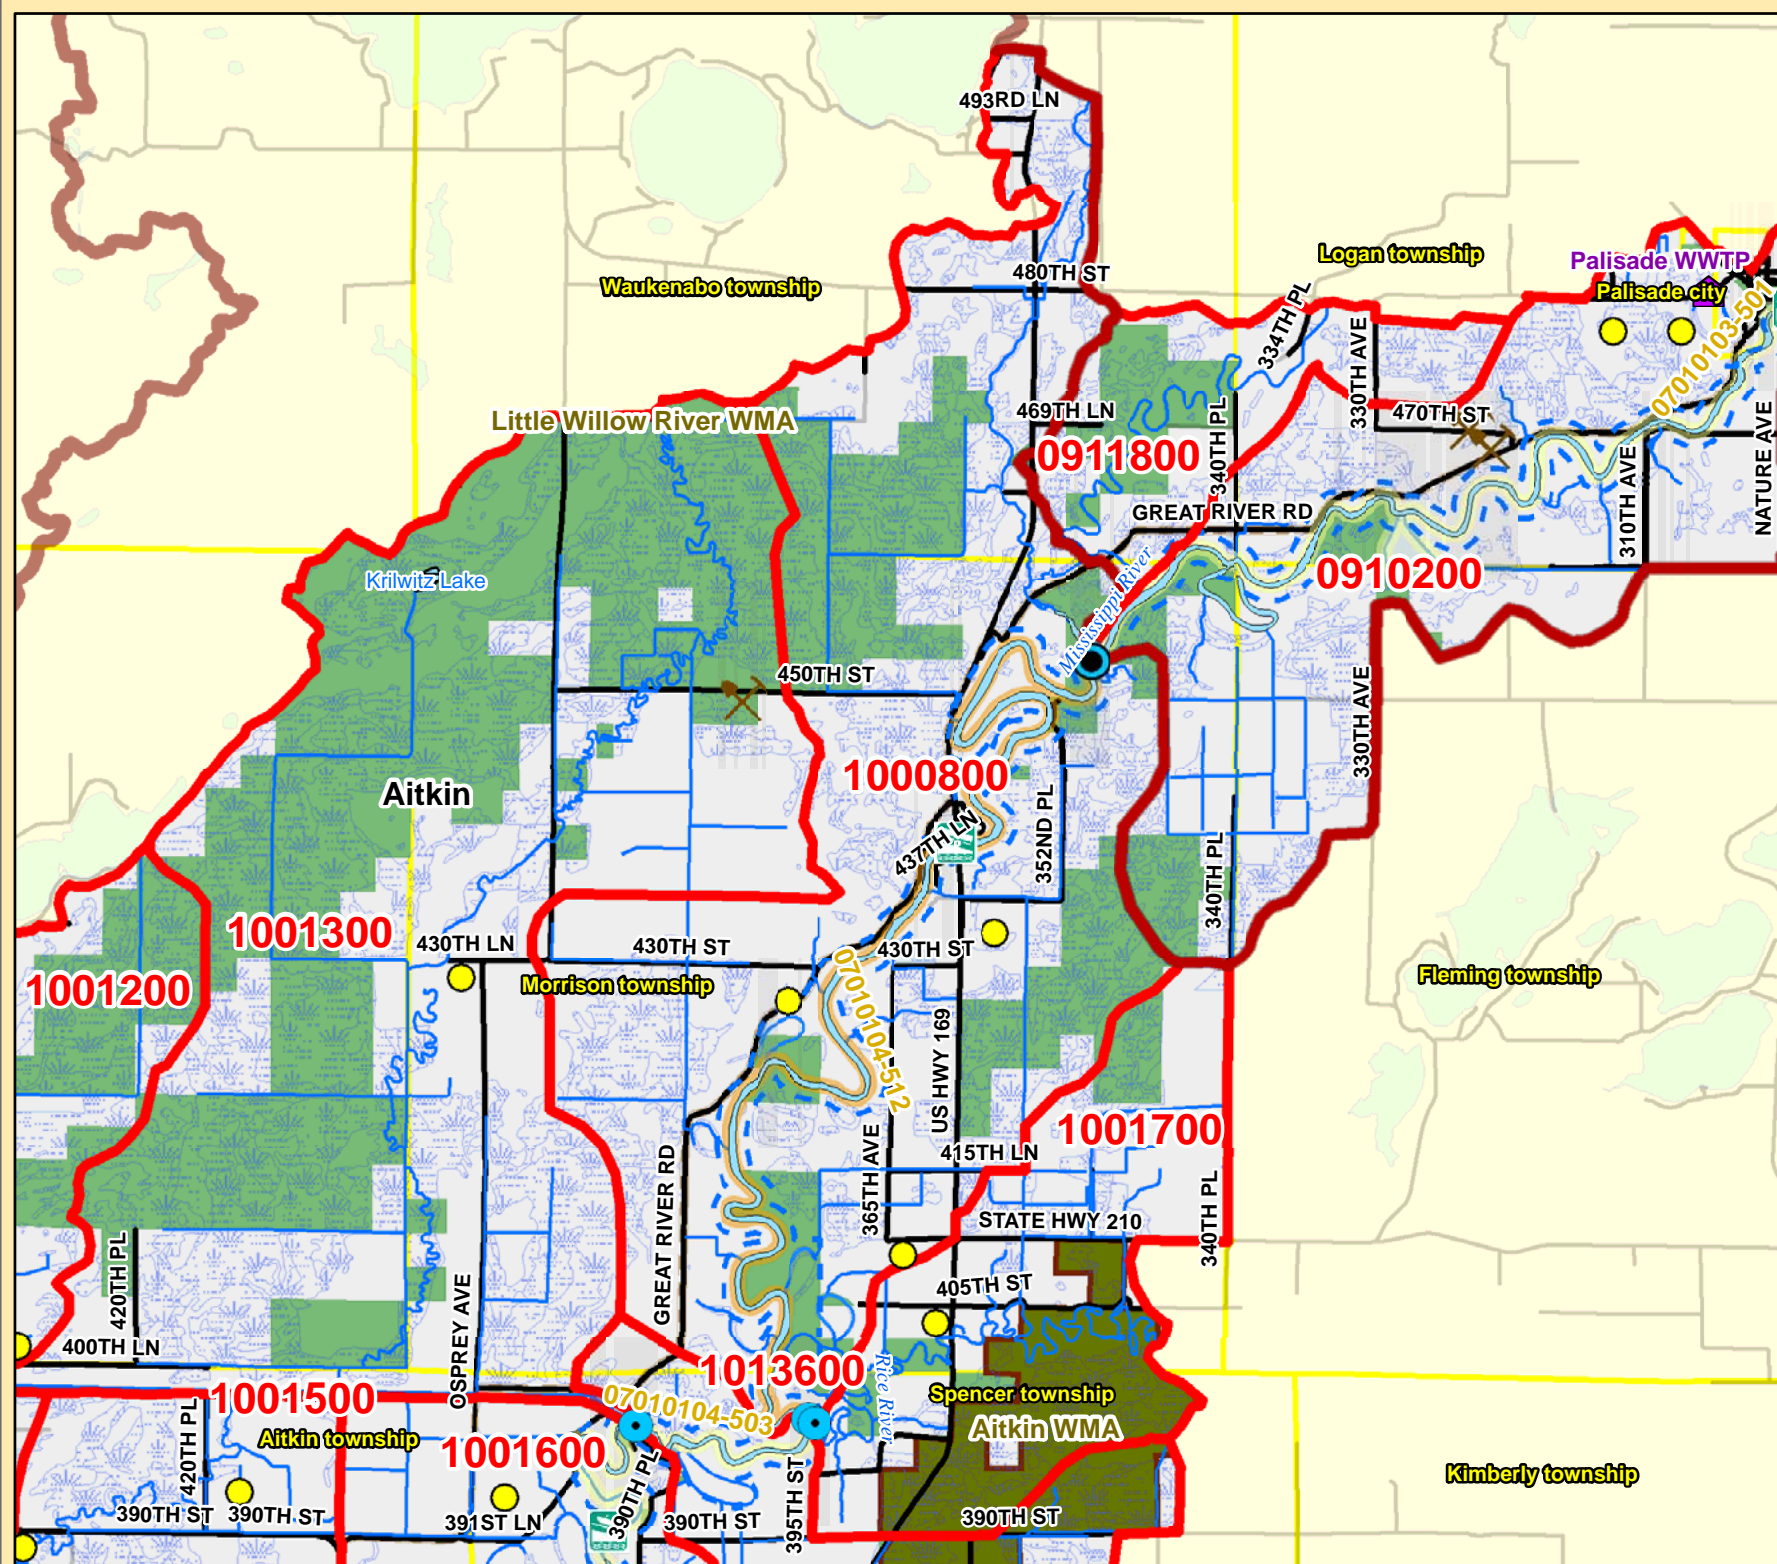 493RD LN
Logan township
Palisade WWTP
480TH ST
Waukenabo township
Palisade city
334TH PL
330TH AVE
07010103-501
469TH LN
470TH ST
Little Willow River WMA
340TH PL
0911800
NATURE AVE
310TH AVE
GREAT RIVER RD
Krilwitz Lake
0910200
Mississippi River
450TH ST
330TH AVE
1000800
Aitkin
352ND PL
437TH LN
340TH PL
1001300
430TH LN
430TH ST
430TH ST
1001200
Morrison township
Fleming township
07010104-512
US HWY 169
1001700
415TH LN
365TH AVE
GREAT RIVER RD
340TH PL
STATE HWY 210
420TH PL
405TH ST
OSPREY AVE
400TH LN
1013600
Rice River
1001500
07010104-503
Spencer township
Aitkin WMA
420TH PL
Aitkin township
1001600
Kimberly township
390TH PL
395TH ST
390TH ST
390TH ST
391ST LN
390TH ST
390TH ST